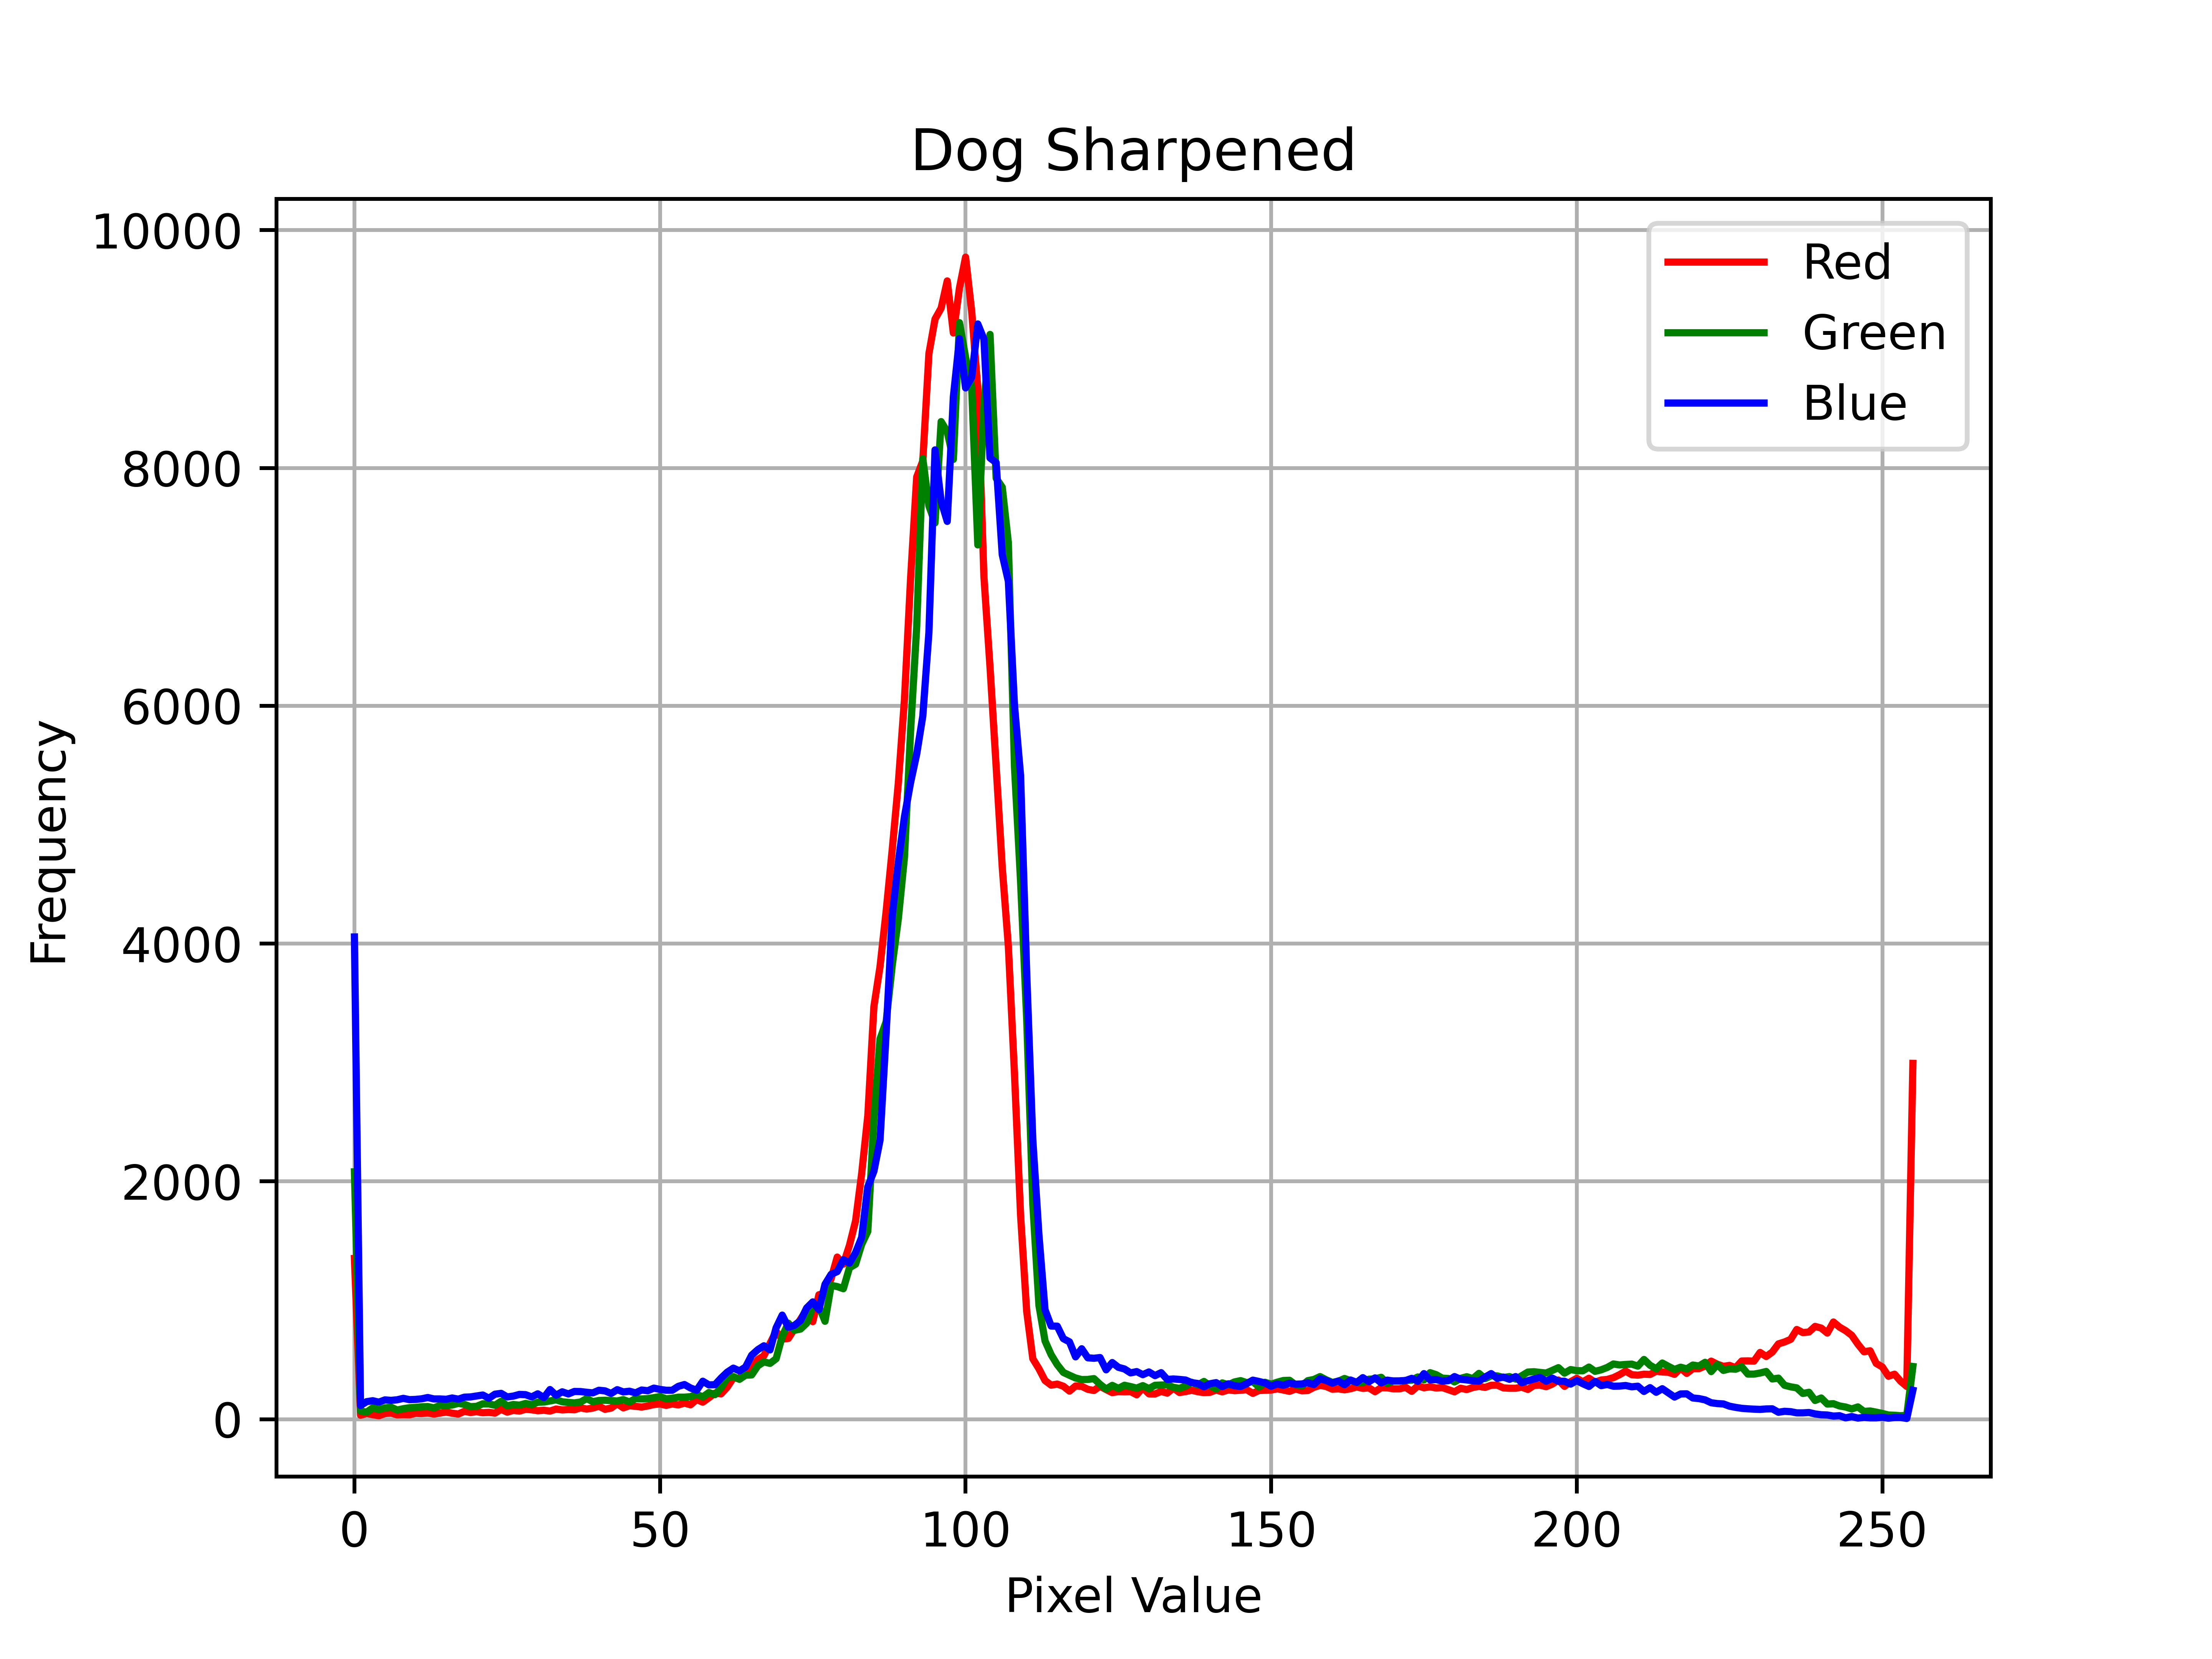 Dog Sharpened
10000
8000
6000
4000
2000
0
Frequency
Red
Green
Blue
0 50 100 150 200 250
Pixel Value